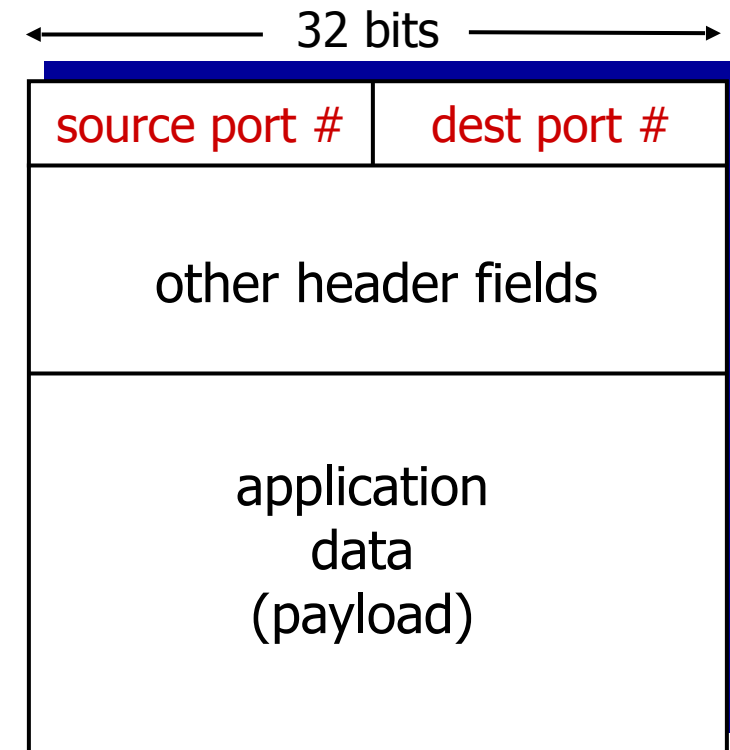 32 bits
source port # dest port #
other header fields
application
data
(payload)